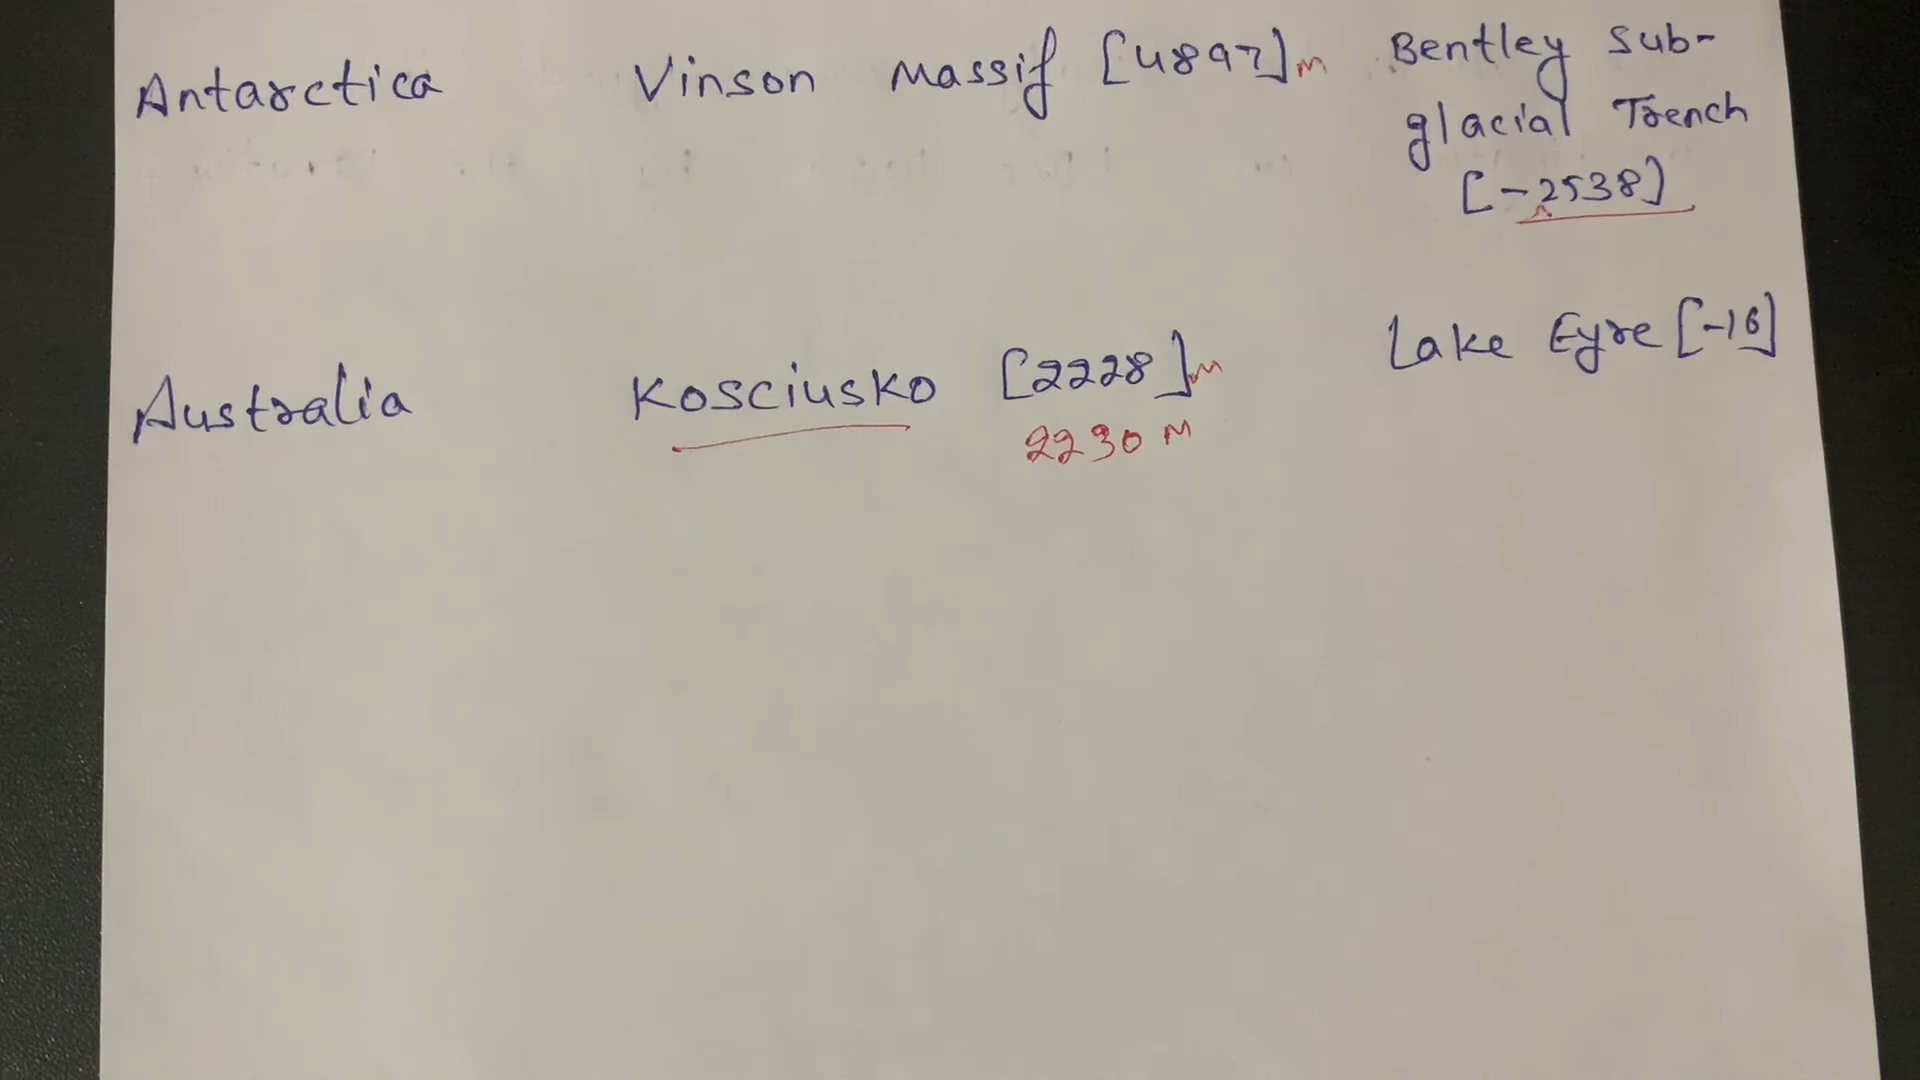 Antarctica Vinson Massif [4897]m Bentley Sub-
glacial Trench
[-2538]
Australia Kosciusko [2228]m Lake Eyre [-16]
2230 m